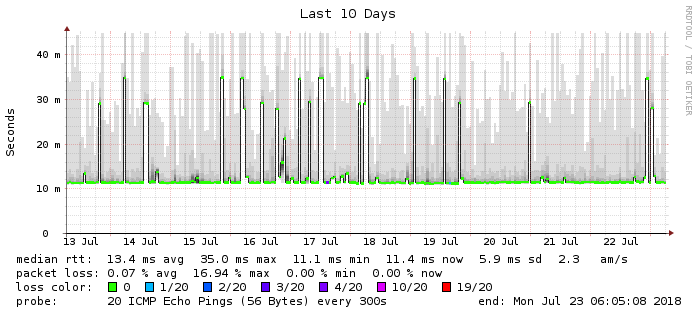 Last 10 Days
RRDTOOL / TOBI OETIKER
Seconds
40 m
30 m
20 m
10 m
0
13 Jul 14 Jul 15 Jul 16 Jul 17 Jul 18 Jul 19 Jul 20 Jul 21 Jul 22 Jul
median rtt: 13.4 ms avg 35.0 ms max 11.1 ms min 11.4 ms now 5.9 ms sd 2.3 am/s
packet loss: 0.07 % avg 16.94 % max 0.00 % min 0.00 % now
loss color: 0 1/20 2/20 3/20 4/20 10/20 19/20
probe: 20 ICMP Echo Pings (56 Bytes) every 300s end: Mon Jul 23 06:05:08 2018